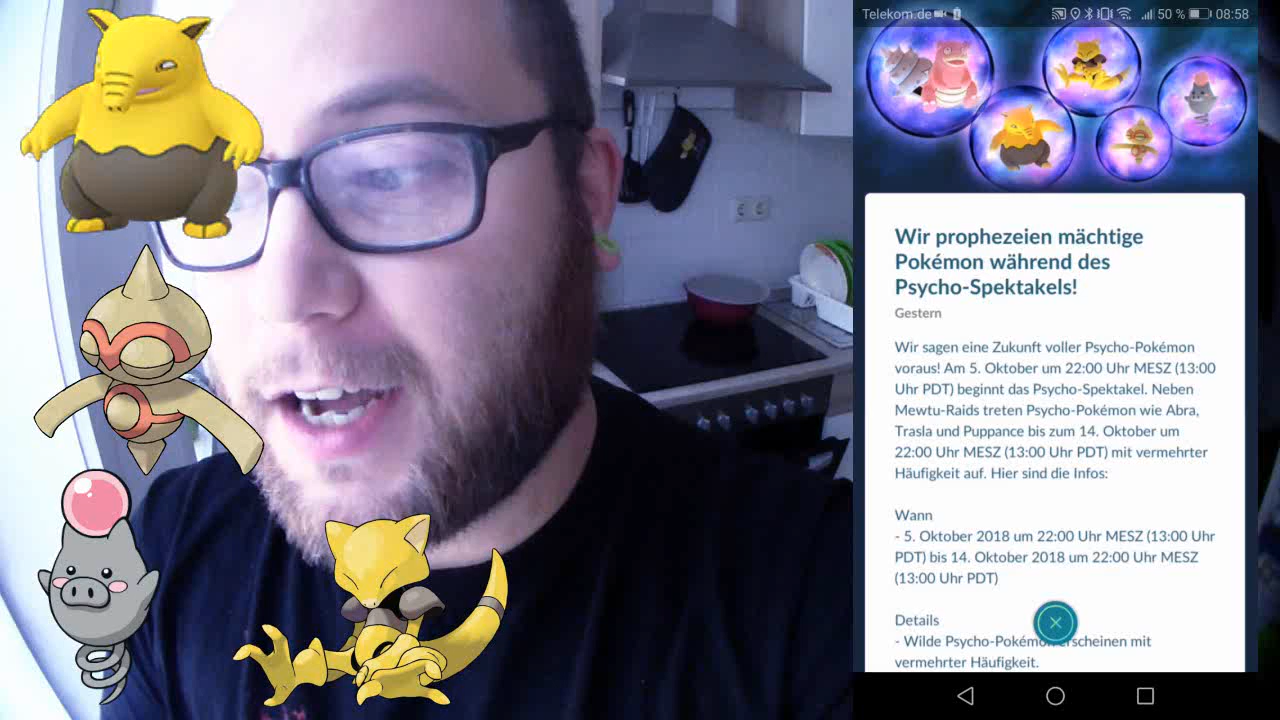 Telekom.de 50 % 08:58
Wir prophezeien mächtige
Pokémon während des
Psycho-Spektakels!
Gestern
Wir sagen eine Zukunft voller Psycho-Pokémon
voraus! Am 5. Oktober um 22:00 Uhr MESZ (13:00
Uhr PDT) beginnt das Psycho-Spektakel. Neben
Mewtu-Raids treten Psycho-Pokémon wie Abra,
Trasla und Puppance bis zum 14. Oktober um
22:00 Uhr MESZ (13:00 Uhr PDT) mit vermehrter
Häufigkeit auf. Hier sind die Infos:
Wann
- 5. Oktober 2018 um 22:00 Uhr MESZ (13:00 Uhr
PDT) bis 14. Oktober 2018 um 22:00 Uhr MESZ
(13:00 Uhr PDT)
Details
- Wilde Psycho-Pokémon erscheinen mit
vermehrter Häufigkeit.